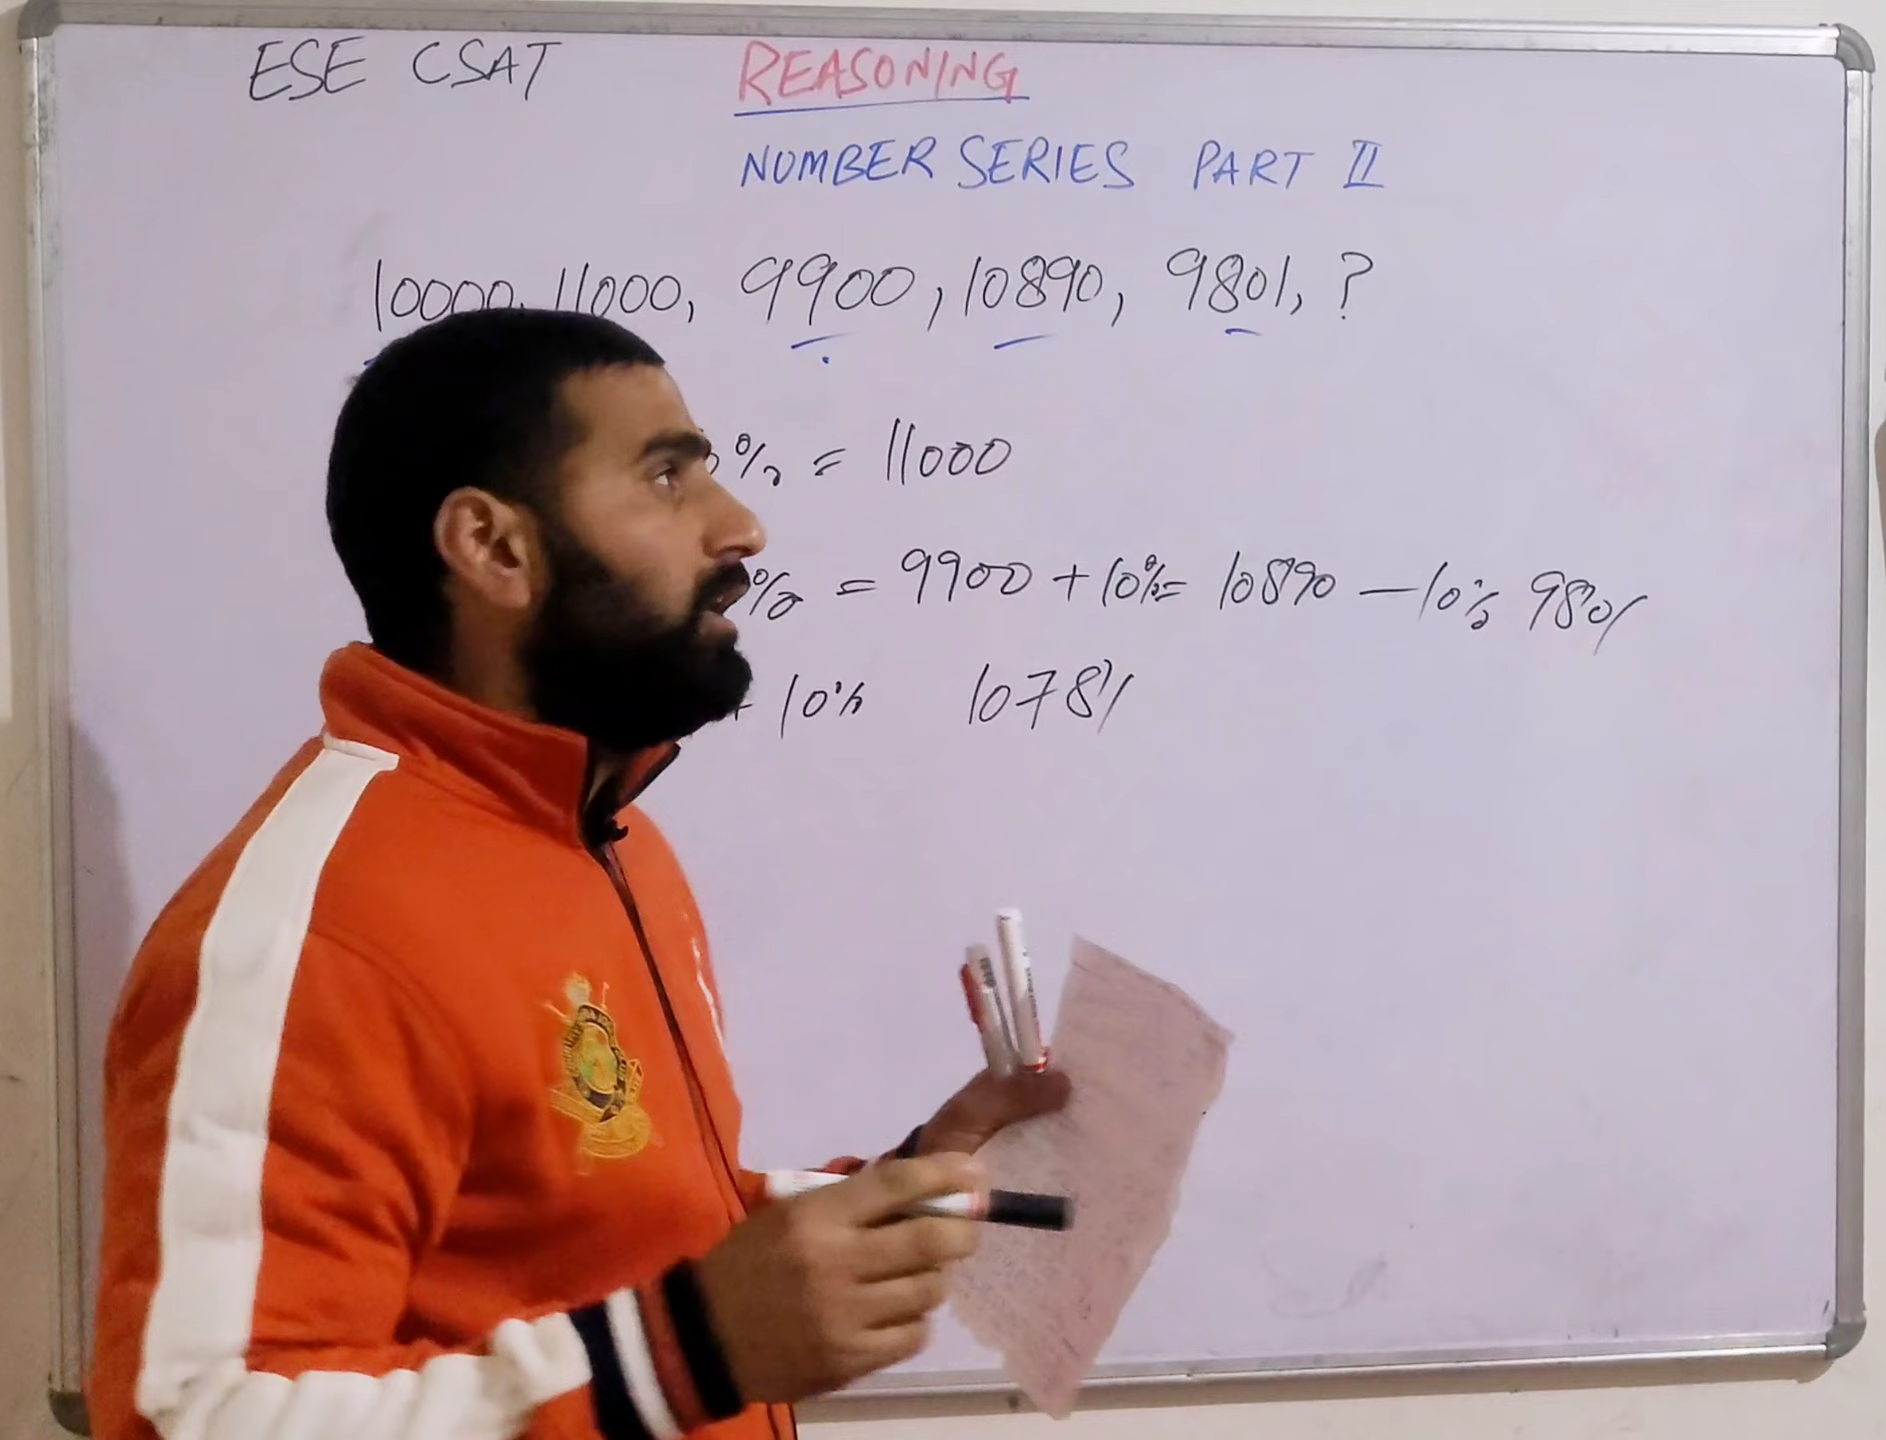 ESE CSAT REASONING
NUMBER SERIES PART II
10000, 11000, 9900, 10890, 9801, ?
% = 11000
% = 9900 + 10% = 10890 - 10% 9801
+ 10% 10781